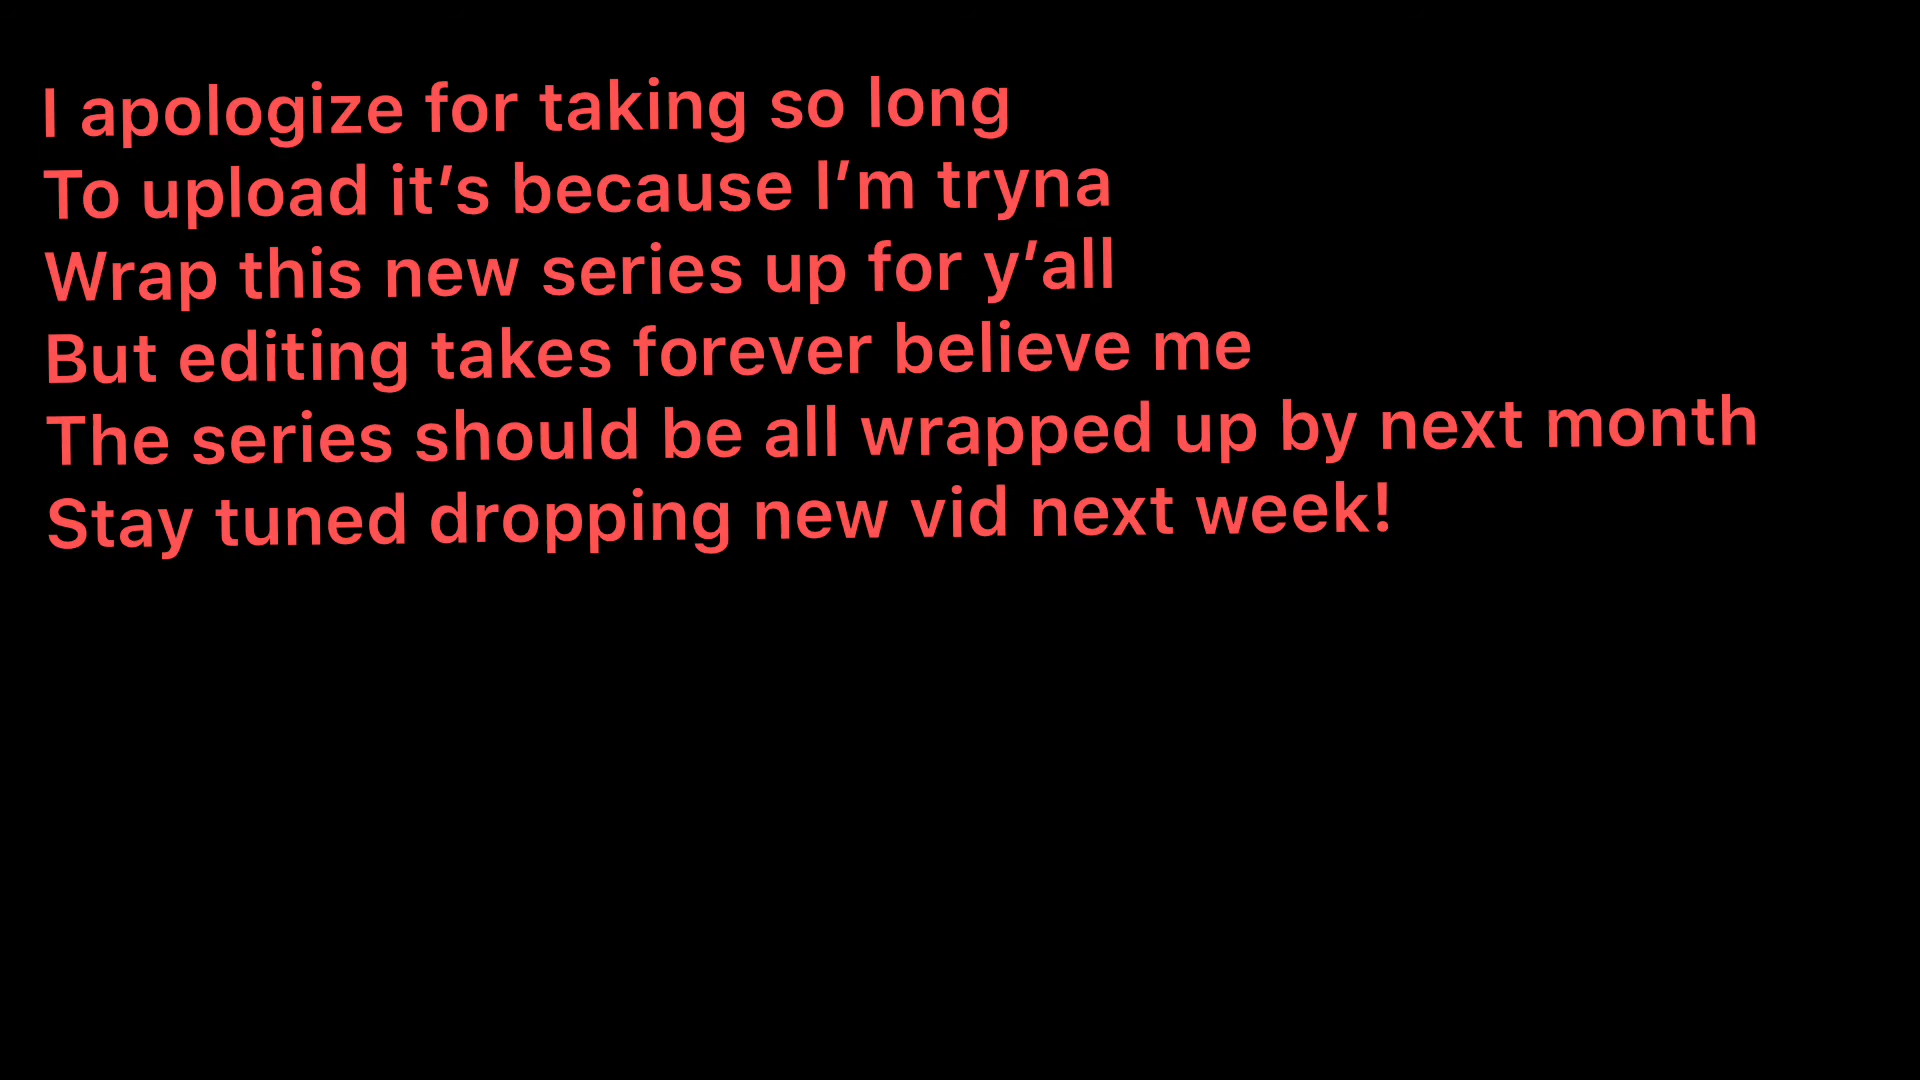 I apologize for taking so long
To upload it’s because I’m tryna
Wrap this new series up for y’all
But editing takes forever believe me
The series should be all wrapped up by next month
Stay tuned dropping new vid next week!